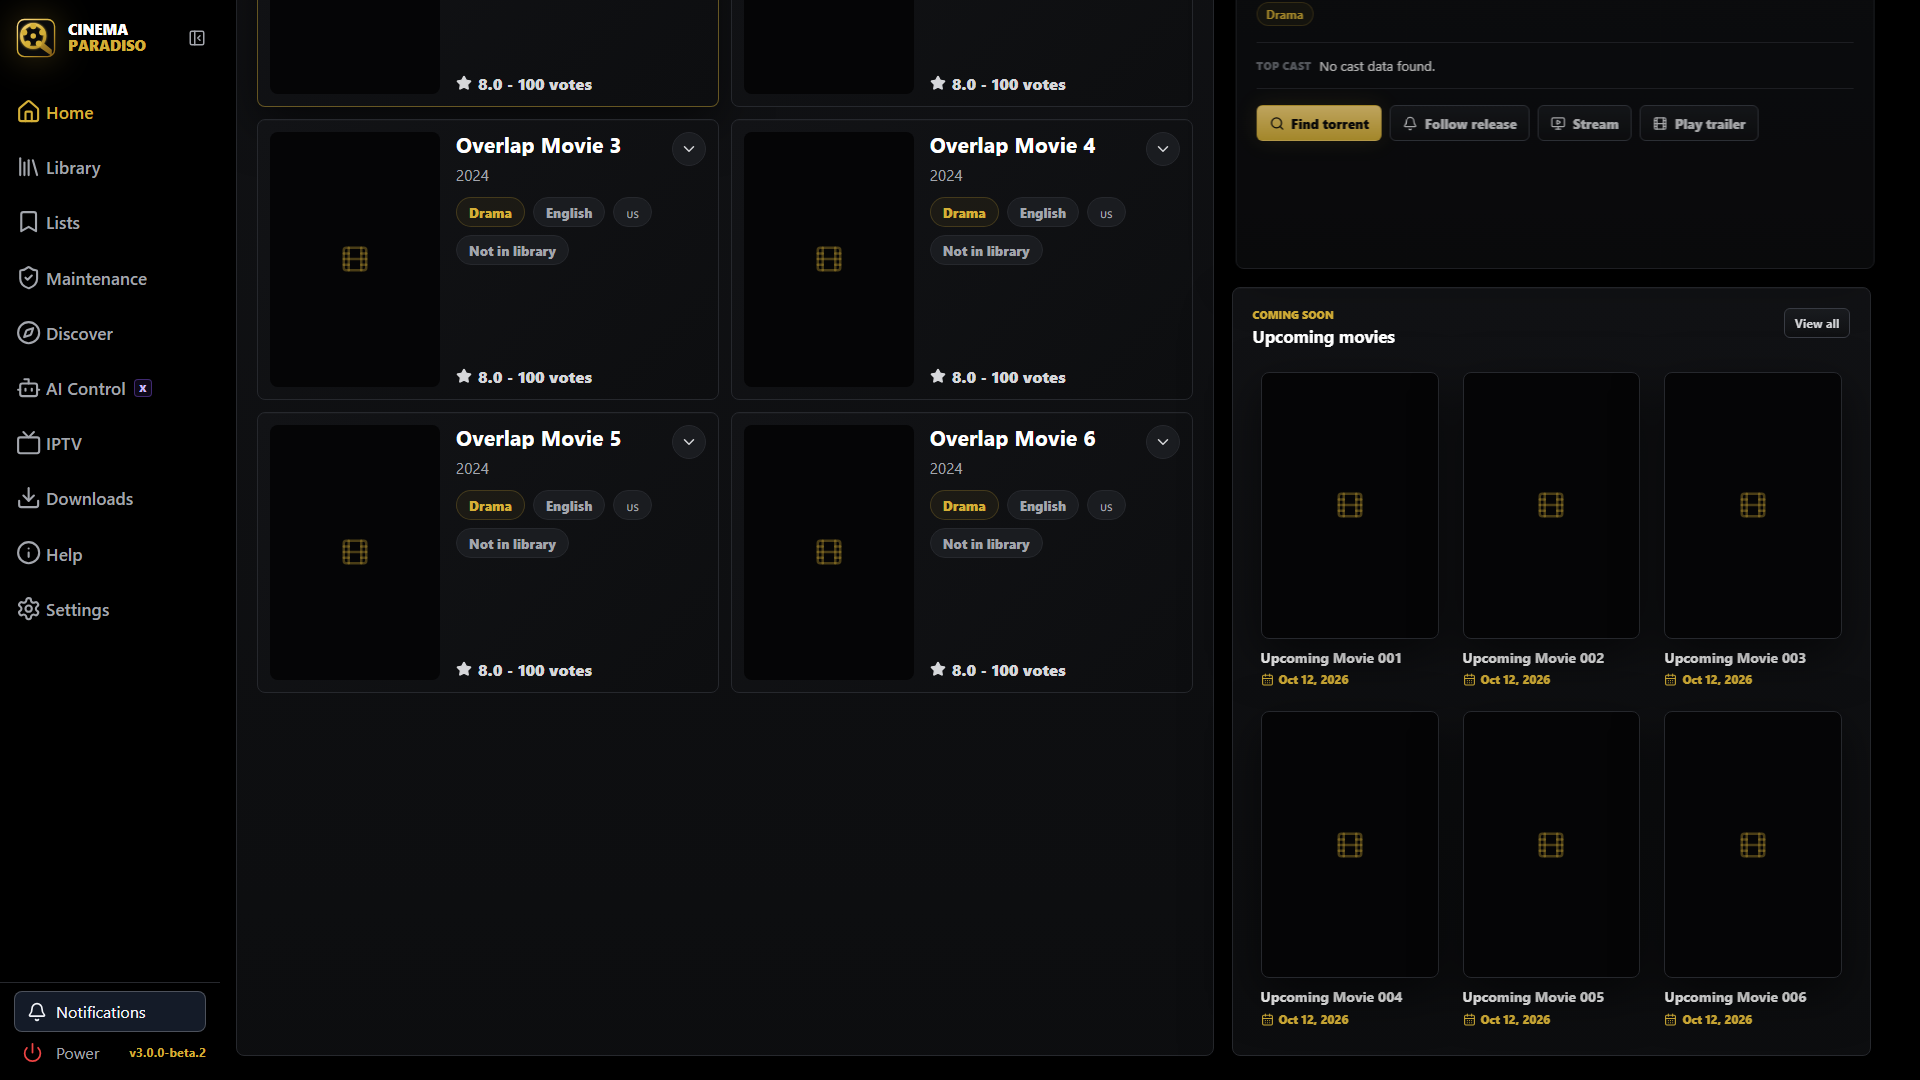 CINEMA
PARADISO
Home
Library
Lists
Maintenance
Discover
AI Control x
IPTV
Downloads
Help
Settings
Notifications
Power v3.0.0-beta.2
8.0 - 100 votes
8.0 - 100 votes
Overlap Movie 3
2024
Drama English us
Not in library
8.0 - 100 votes
Overlap Movie 4
2024
Drama English us
Not in library
8.0 - 100 votes
Overlap Movie 5
2024
Drama English us
Not in library
8.0 - 100 votes
Overlap Movie 6
2024
Drama English us
Not in library
8.0 - 100 votes
Drama
TOP CAST No cast data found.
Find torrent Follow release Stream Play trailer
COMING SOON
Upcoming movies
View all
Upcoming Movie 001
Oct 12, 2026
Upcoming Movie 002
Oct 12, 2026
Upcoming Movie 003
Oct 12, 2026
Upcoming Movie 004
Oct 12, 2026
Upcoming Movie 005
Oct 12, 2026
Upcoming Movie 006
Oct 12, 2026